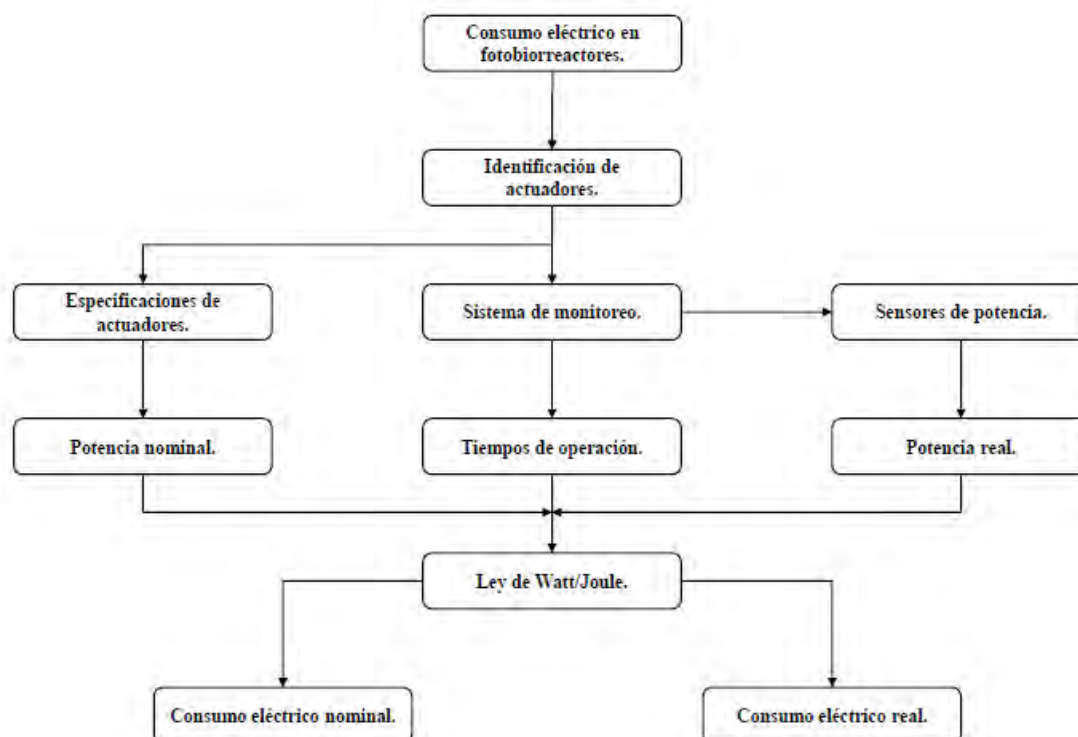 Consumo eléctrico en
fotobiorreactores.
Identificación de
actuadores.
Especificaciones de
actuadores.
Sistema de monitoreo.
Sensores de potencia.
Potencia nominal.
Tiempos de operación.
Potencia real.
Ley de Watt/Joule.
Consumo eléctrico nominal.
Consumo eléctrico real.